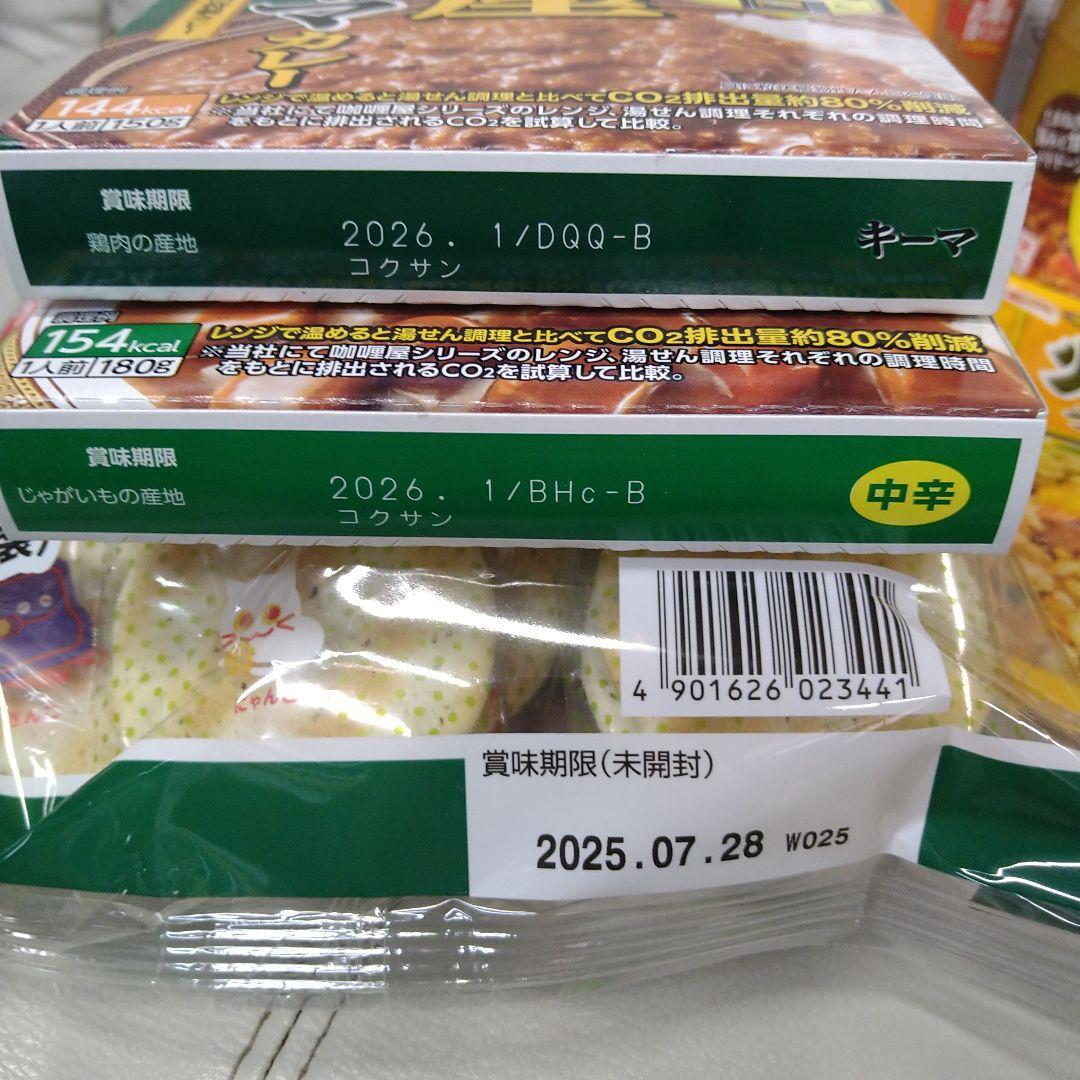 カレー
調理例
144kcal
1人前 150g
レンジで温めると湯せん調理と比べてCO2排出量約80%削減
※当社にて咖喱屋シリーズのレンジ、湯せん調理それぞれの調理時間
をもとに排出されるCO2を試算して比較。
賞味期限
2026. 1/DQQ-B
鶏肉の産地
コクサン
キーマ
調理例
154kcal
1人前 180g
レンジで温めると湯せん調理と比べてCO2排出量約80%削減
※当社にて咖喱屋シリーズのレンジ、湯せん調理それぞれの調理時間
をもとに排出されるCO2を試算して比較。
賞味期限
2026. 1/BHc-B
じゃがいもの産地
コクサン
中辛
4 901626 023441
賞味期限(未開封)
2025.07.28 W025